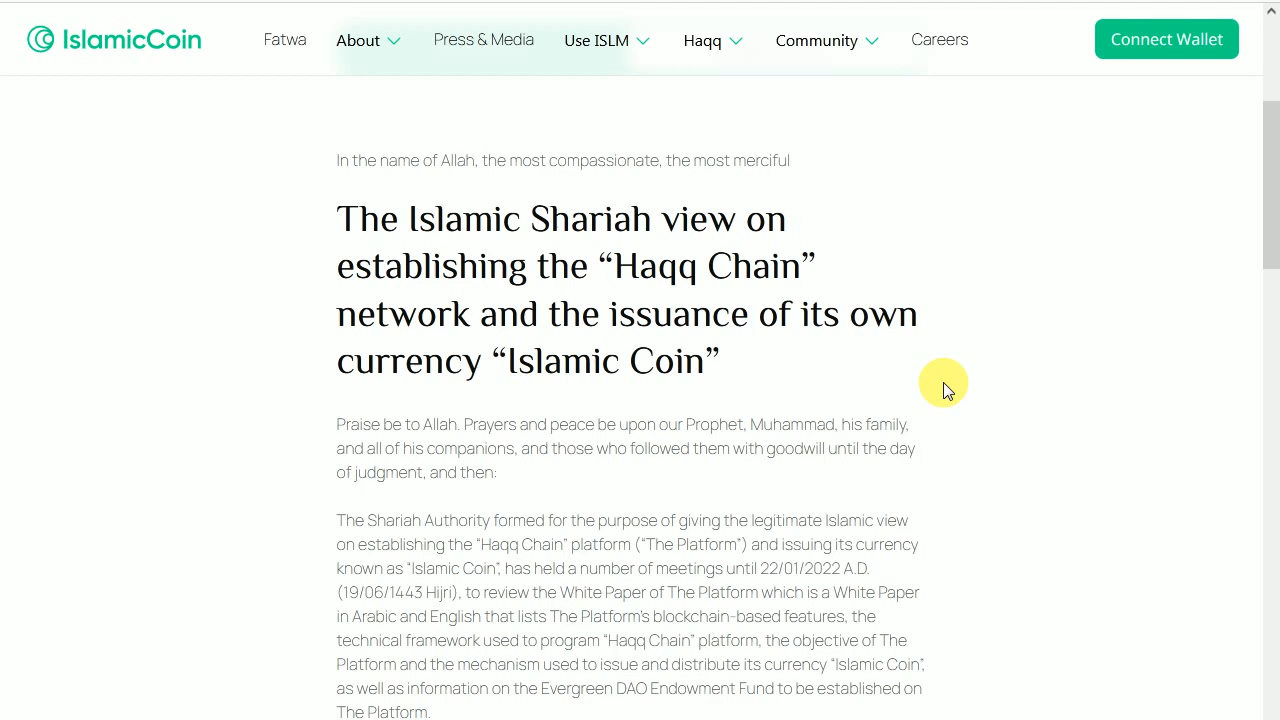 IslamicCoin Fatwa About Press & Media Use ISLM Haqq Community Careers Connect Wallet
In the name of Allah, the most compassionate, the most merciful
The Islamic Shariah view on
establishing the “Haqq Chain”
network and the issuance of its own
currency “Islamic Coin”
Praise be to Allah. Prayers and peace be upon our Prophet, Muhammad, his family,
and all of his companions, and those who followed them with goodwill until the day
of judgment, and then:
The Shariah Authority formed for the purpose of giving the legitimate Islamic view
on establishing the “Haqq Chain” platform (“The Platform”) and issuing its currency
known as “Islamic Coin”, has held a number of meetings until 22/01/2022 A.D.
(19/06/1443 Hijri), to review the White Paper of The Platform which is a White Paper
in Arabic and English that lists The Platform’s blockchain-based features, the
technical framework used to program “Haqq Chain” platform, the objective of The
Platform and the mechanism used to issue and distribute its currency “Islamic Coin”,
as well as information on the Evergreen DAO Endowment Fund to be established on
The Platform.